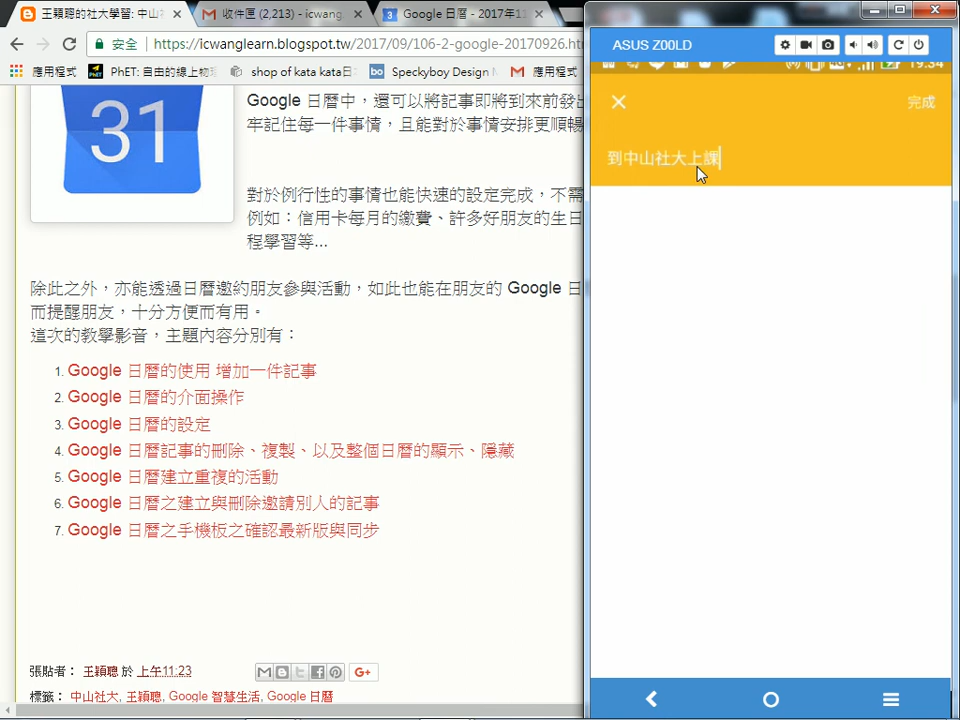 王穎聰的社大學習: 中山
收件匣 (2,213) - icwang
Google 日曆 - 2017年11
安全
https://icwanglearn.blogspot.tw/2017/09/106-2-google-20170926.htm
應用程式
PhET: 自由的線上物
shop of kata kata日
Speckyboy Design
應用程式
31
Google 日曆中，還可以將記事即將到來前發
牢記住每一件事情，且能對於事情安排更順暢
對於例行性的事情也能快速的設定完成，不需
例如：信用卡每月的繳費、許多好朋友的生日
程學習等...
除此之外，亦能透過日曆邀約朋友參與活動，如此也能在朋友的 Google 日
而提醒朋友，十分方便而有用。
這次的教學影音，主題內容分別有：
1. Google 日曆的使用 增加一件記事
2. Google 日曆的介面操作
3. Google 日曆的設定
4. Google 日曆記事的刪除、複製、以及整個日曆的顯示、隱藏
5. Google 日曆建立重複的活動
6. Google 日曆之建立與刪除邀請別人的記事
7. Google 日曆之手機板之確認最新版與同步
張貼者： 王穎聰 於 上午11:23
G+
標籤： 中山社大, 王穎聰, Google 智慧生活, Google 日曆
ASUS Z00LD
19:34
完成
到中山社大上課